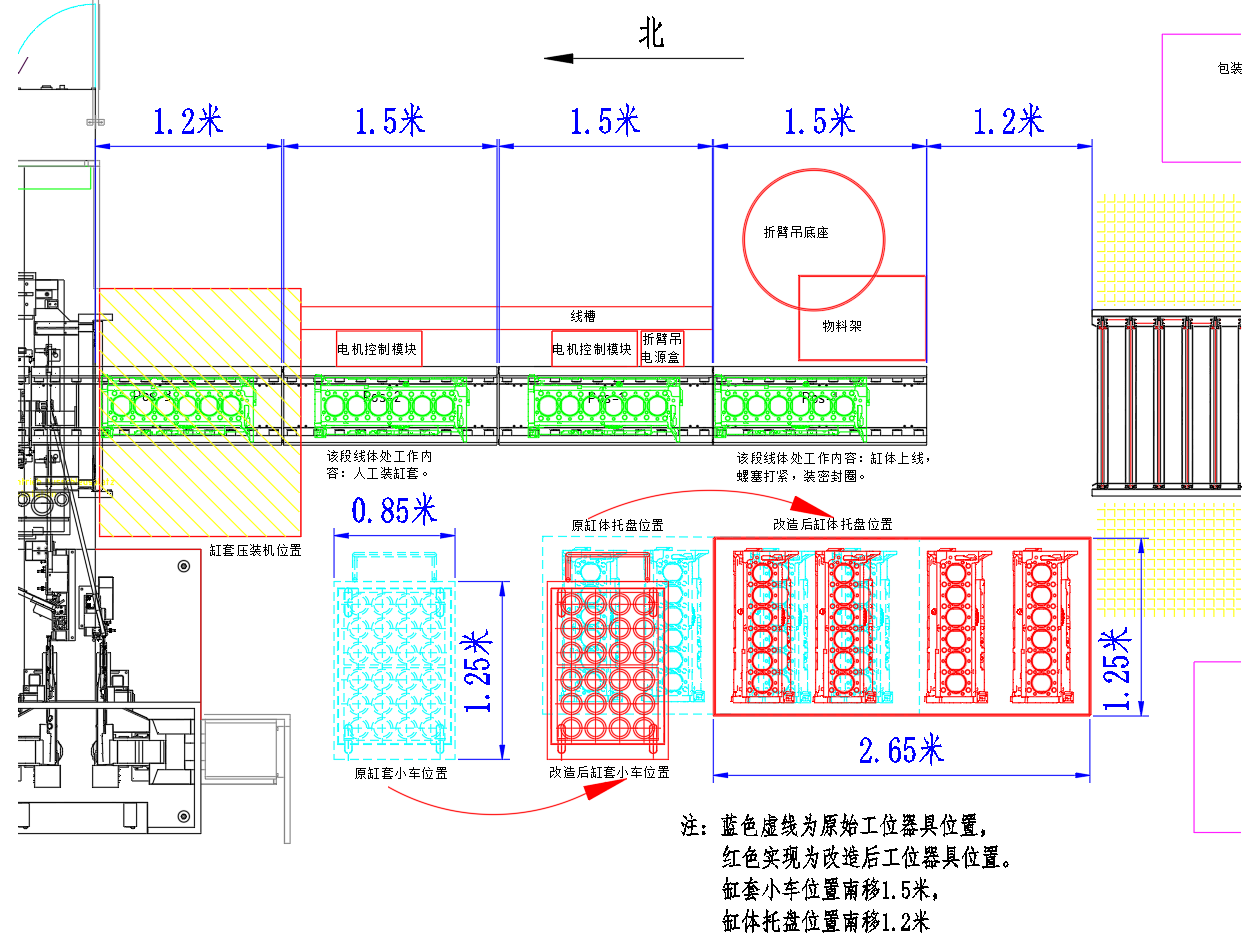 北
包装
1.2米
1.5米
1.5米
1.5米
1.2米
折臂吊底座
线槽
物料架
电机控制模块
电机控制模块
折臂吊
电源盒
Pos-3
Pos-2
Pos-1
Pos-1
该段线体处工作内
容：人工装缸套。
该段线体处工作内容：缸体上线，
螺塞打紧，装密封圈。
0.85米
原缸体托盘位置
改造后缸体托盘位置
缸套压装机位置
1.25米
1.25米
2.65米
原缸套小车位置
改造后缸套小车位置
注：蓝色虚线为原始工位器具位置，
红色实现为改造后工位器具位置。
缸套小车位置南移1.5米，
缸体托盘位置南移1.2米